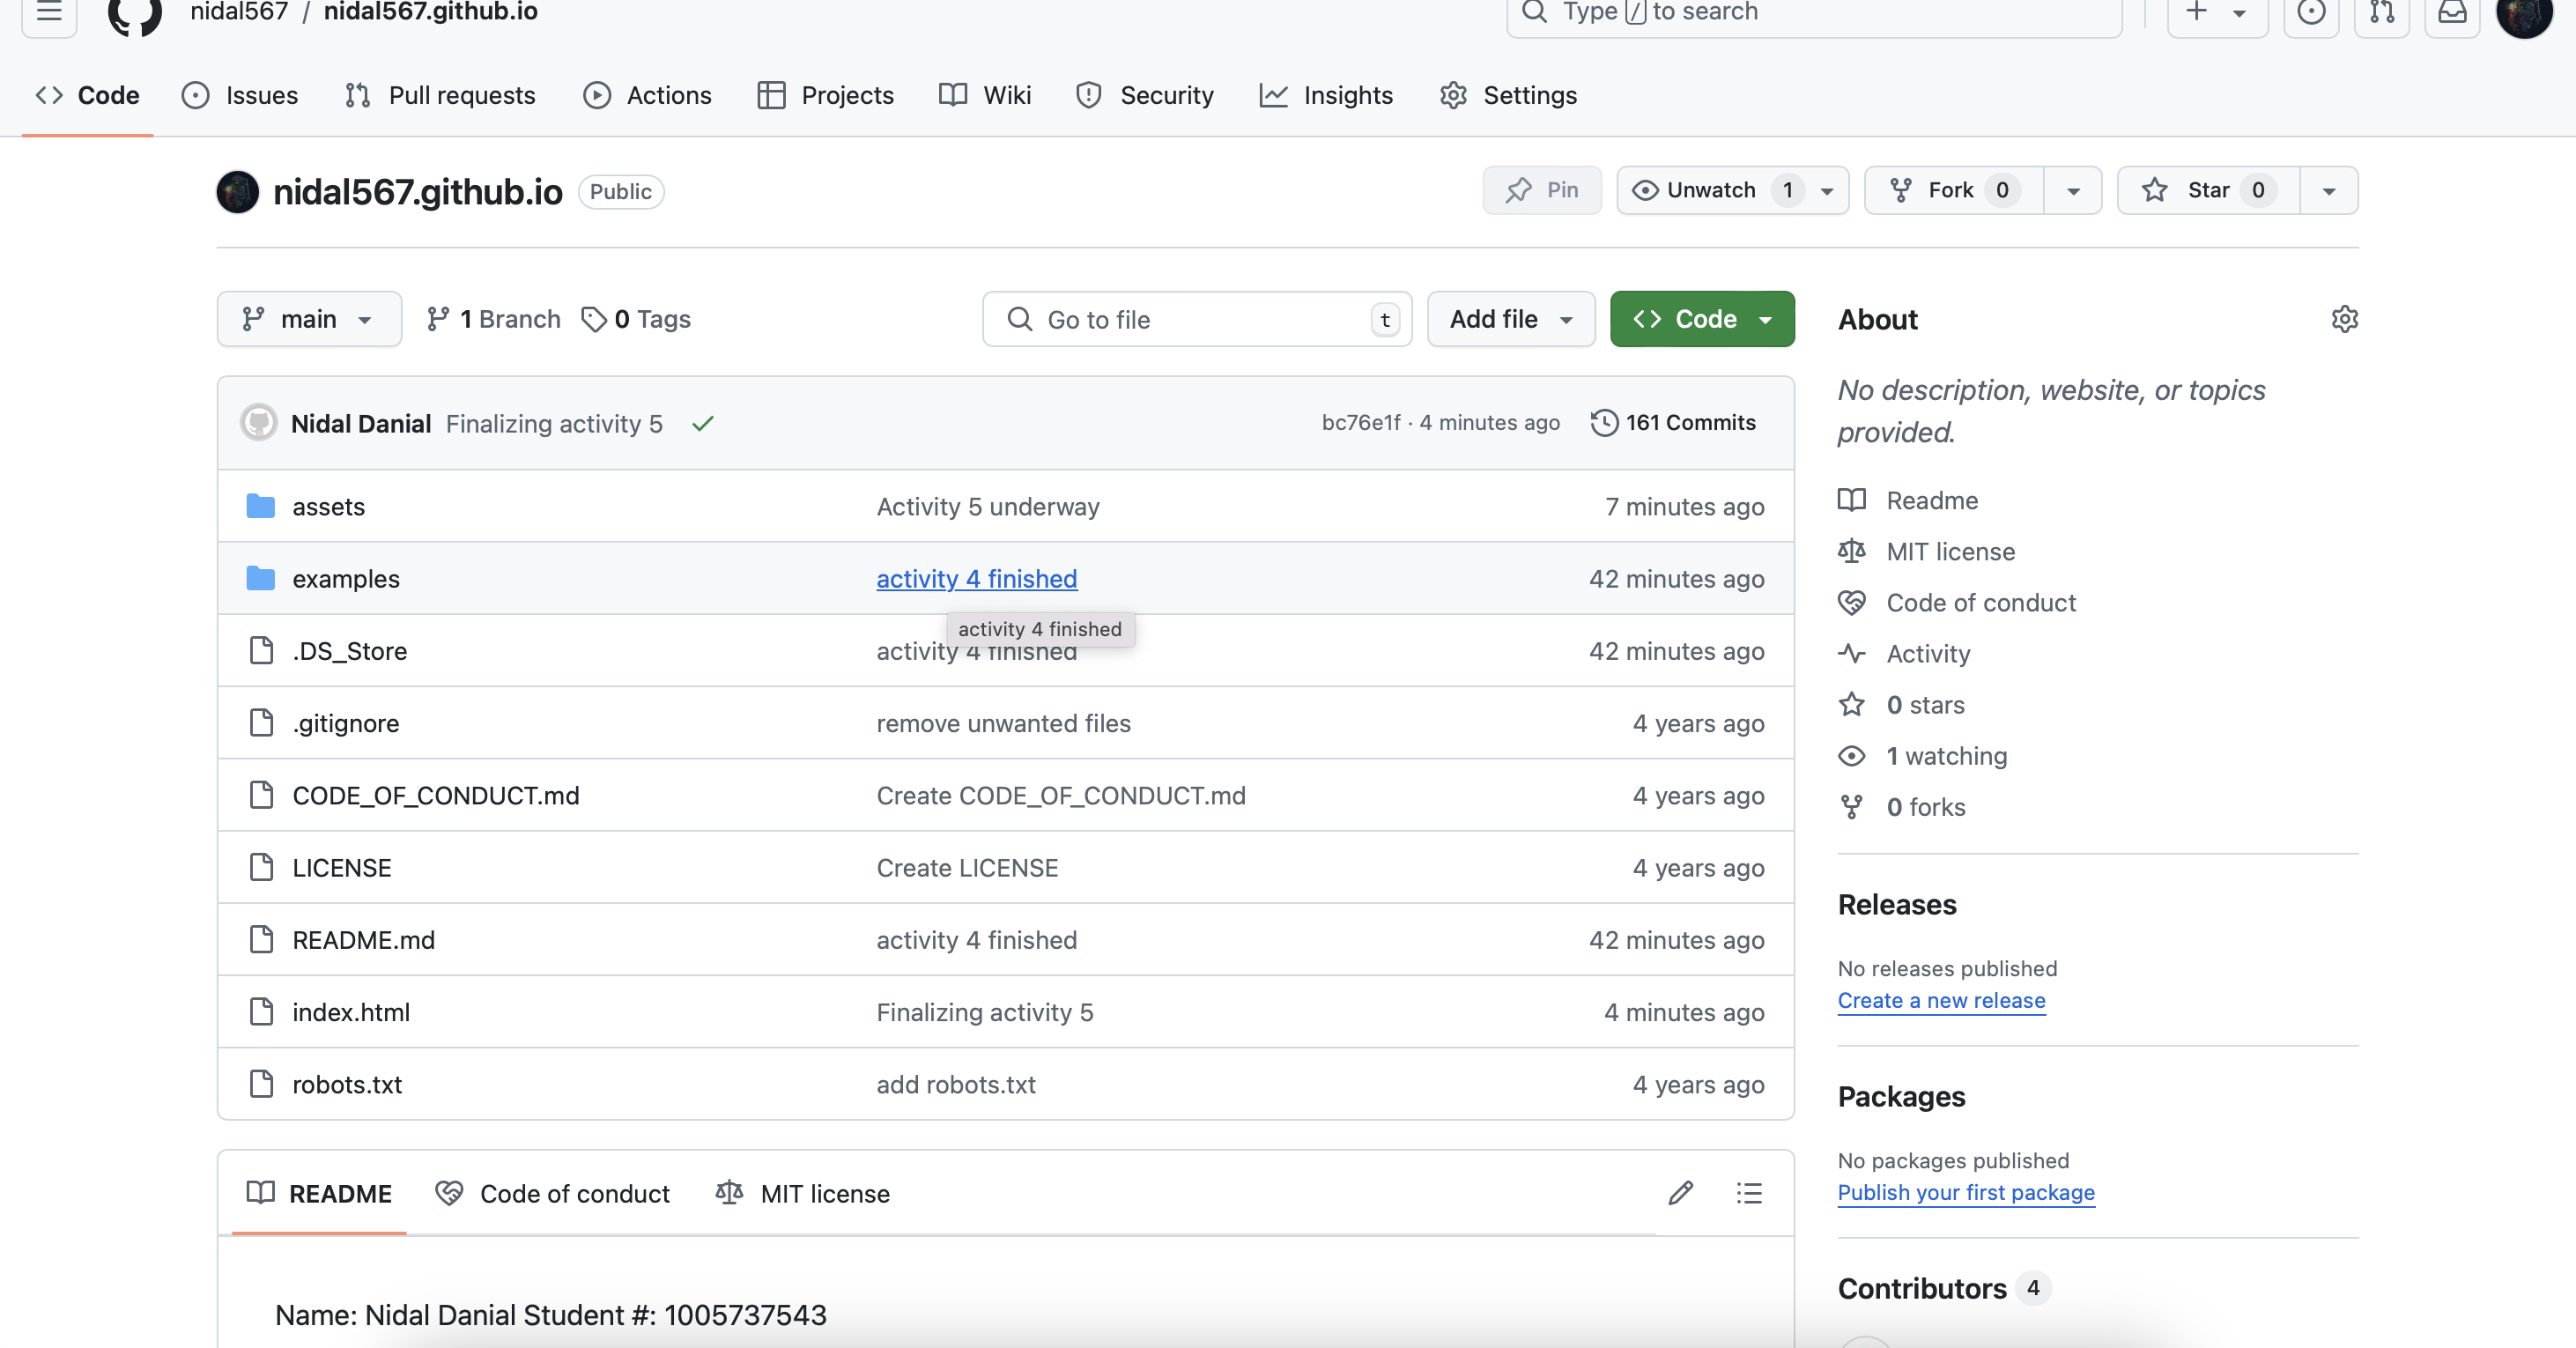 nidal567 / nidal567.github.io
Type / to search
Code Issues Pull requests Actions Projects Wiki Security Insights Settings
nidal567.github.io Public
Pin Unwatch 1 Fork 0 Star 0
main 1 Branch 0 Tags Go to file t Add file Code
Nidal Danial Finalizing activity 5 bc76e1f · 4 minutes ago 161 Commits
assets Activity 5 underway 7 minutes ago
examples activity 4 finished 42 minutes ago
activity 4 finished
.DS_Store activity 4 finished 42 minutes ago
.gitignore remove unwanted files 4 years ago
CODE_OF_CONDUCT.md Create CODE_OF_CONDUCT.md 4 years ago
LICENSE Create LICENSE 4 years ago
README.md activity 4 finished 42 minutes ago
index.html Finalizing activity 5 4 minutes ago
robots.txt add robots.txt 4 years ago
README Code of conduct MIT license
Name: Nidal Danial Student #: 1005737543
About
No description, website, or topics
provided.
Readme
MIT license
Code of conduct
Activity
0 stars
1 watching
0 forks
Releases
No releases published
Create a new release
Packages
No packages published
Publish your first package
Contributors 4